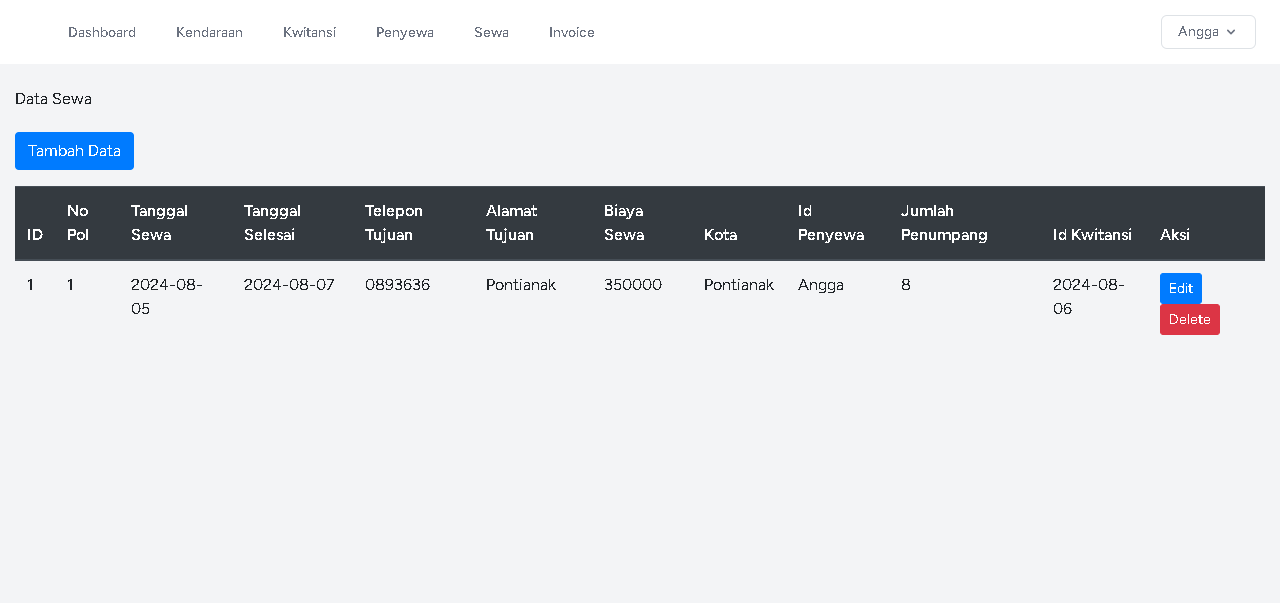 Dashboard Kendaraan Kwitansi Penyewa Sewa Invoice Angga
Data Sewa
Tambah Data
No Tanggal Tanggal Telepon Alamat Biaya Id Jumlah
ID Pol Sewa Selesai Tujuan Tujuan Sewa Kota Penyewa Penumpang Id Kwitansi Aksi
1 1 2024-08- 2024-08-07 0893636 Pontianak 350000 Pontianak Angga 8 2024-08- Edit
05 06
Delete